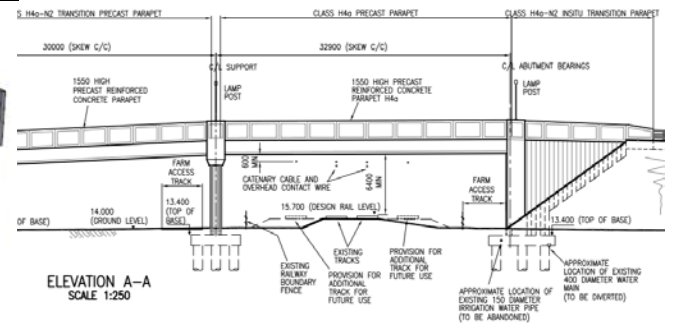 S H4a-N2 TRANSITION PRECAST PARAPET
CLASS H4a PRECAST PARAPET
CLASS H4a-N2 INSITU TRANSITION PARAPET
30000 (SKEW C/C)
32900 (SKEW C/C)
C/L SUPPORT
C/L ABUTMENT BEARINGS
1550 HIGH
PRECAST REINFORCED
CONCRETE PARAPET
LAMP
POST
1550 HIGH PRECAST
REINFORCED CONCRETE
PARAPET H4a
LAMP
POST
600
MIN
CATENARY CABLE AND
OVERHEAD CONTACT WIRE
6400
MIN
FARM
ACCESS
TRACK
FARM
ACCESS
TRACK
14.000
(GROUND LEVEL)
13.400
(TOP OF
BASE)
15.700 (DESIGN RAIL LEVEL)
OF BASE)
13.400 (TOP OF
BASE)
EXISTING
RAILWAY
BOUNDARY
FENCE
PROVISION FOR
ADDITIONAL
TRACK FOR
FUTURE USE
EXISTING
TRACKS
PROVISION FOR
ADDITIONAL
TRACK FOR
FUTURE USE
APPROXIMATE LOCATION OF
EXISTING 150 DIAMETER
IRRIGATION WATER PIPE
(TO BE ABANDONED)
APPROXIMATE
LOCATION OF EXISTING
400 DIAMETER WATER
MAIN
(TO BE DIVERTED)
ELEVATION A-A
SCALE 1:250